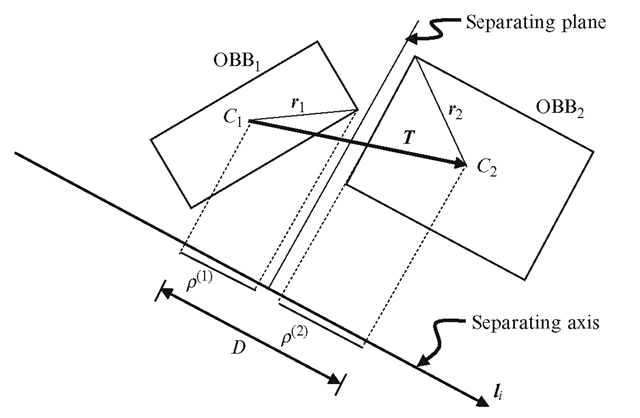 Separating plane
OBB₁
OBB₂
r₁
C₁
r₂
T
C₂
ρ⁽¹⁾
ρ⁽²⁾
D
Separating axis
lᵢ